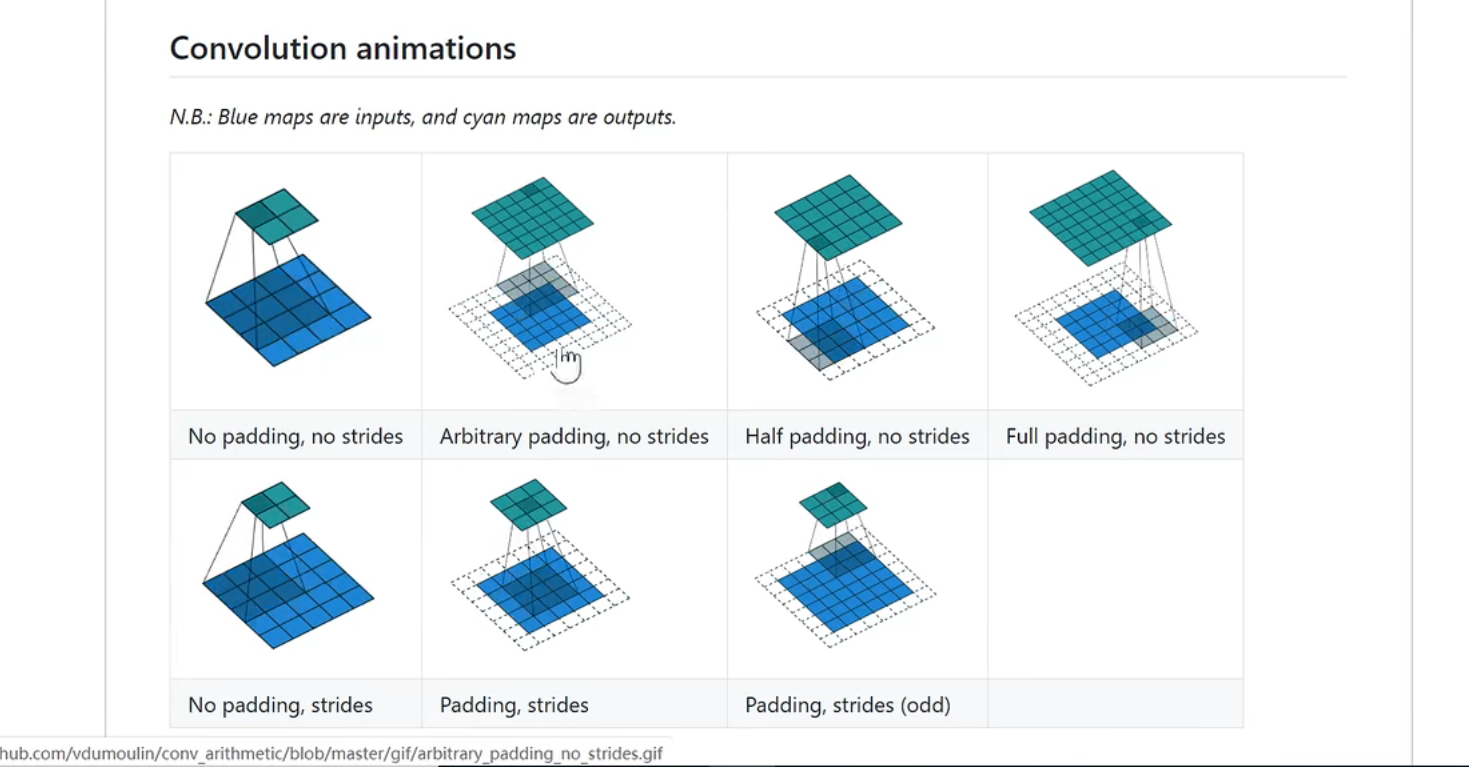 Convolution animations
N.B.: Blue maps are inputs, and cyan maps are outputs.
No padding, no strides
Arbitrary padding, no strides
Half padding, no strides
Full padding, no strides
No padding, strides
Padding, strides
Padding, strides (odd)
hub.com/vdumoulin/conv_arithmetic/blob/master/gif/arbitrary_padding_no_strides.gif